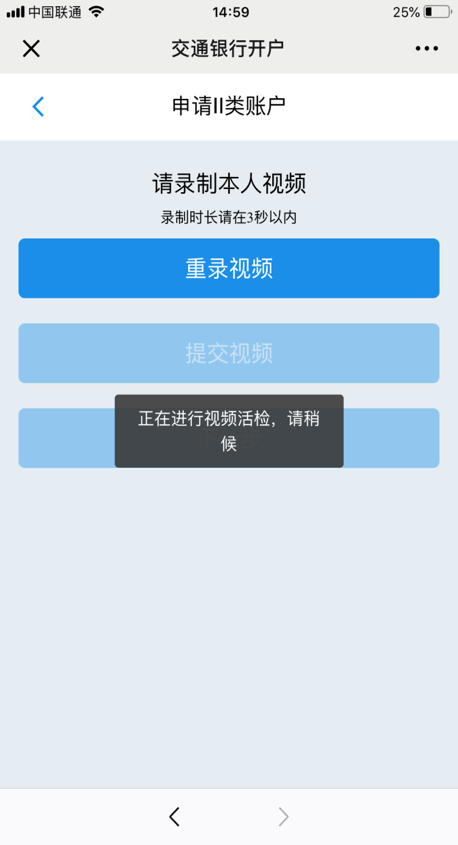 中国联通 14:59 25%
交通银行开户
申请II类账户
请录制本人视频
录制时长请在3秒以内
重录视频
提交视频
正在进行视频活检，请稍
候